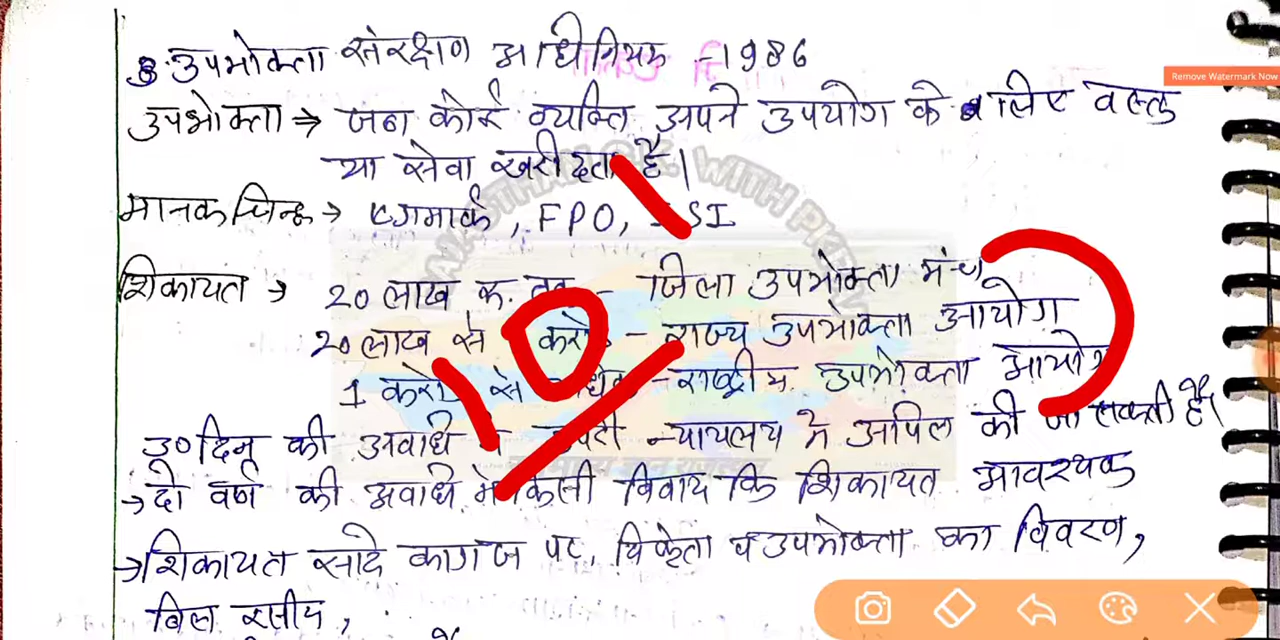 उपभोक्ता संरक्षण अधिनियम - 1986
Remove Watermark Now
उपभोक्ता ⇒ जब कोई व्यक्ति अपने उपयोग के लिए वस्तु
या सेवा खरीदता है।
मानक चिन्ह → एगमार्क, FPO, SI
शिकायत → 20 लाख रु. तक - जिला उपभोक्ता मंच
20 लाख से करोड़ - राज्य उपभोक्ता आयोग
1 करोड़ से - राष्ट्रीय उपभोक्ता आयोग
30 दिन की अवधि न्यायलय में अपिल की जा सकती है।
→ दो वर्ष की अवधि में किसी विवाद कि शिकायत आवश्यक
→ शिकायत सादे कागज पर, विक्रेता व उपभोक्ता का विवरण,
बिल रसीद,